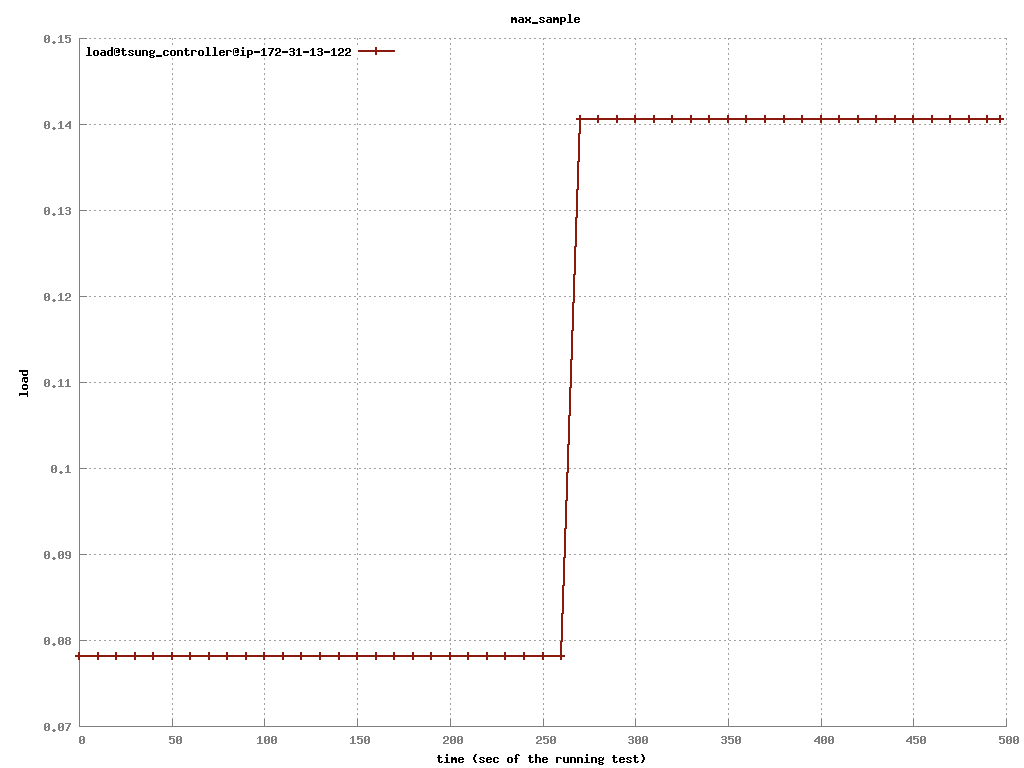 max_sample
load@tsung_controller@ip-172-31-13-122
0.15
0.14
0.13
0.12
0.11
0.1
0.09
0.08
0.07
load
0 50 100 150 200 250 300 350 400 450 500
time (sec of the running test)